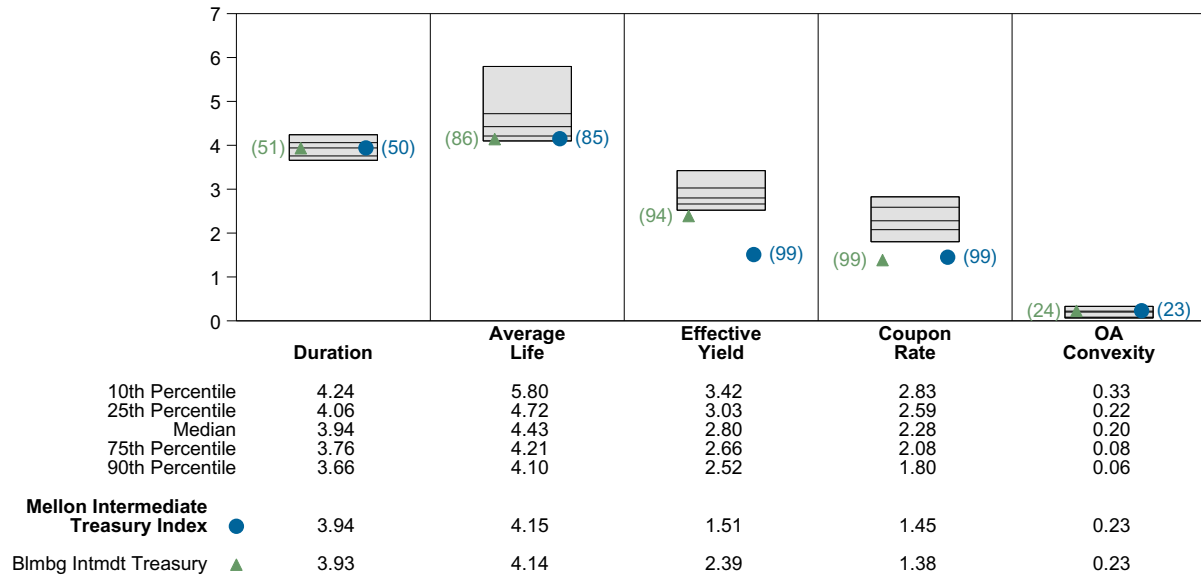 7
6
5
4
3
2
1
0
(51) (50)
(86) (85)
(94) (99)
(99) (99)
(24) (23)
Duration Average Life Effective Yield Coupon Rate OA Convexity
10th Percentile 4.24 5.80 3.42 2.83 0.33
25th Percentile 4.06 4.72 3.03 2.59 0.22
Median 3.94 4.43 2.80 2.28 0.20
75th Percentile 3.76 4.21 2.66 2.08 0.08
90th Percentile 3.66 4.10 2.52 1.80 0.06
Mellon Intermediate
Treasury Index 3.94 4.15 1.51 1.45 0.23
Blmbg Intmdt Treasury 3.93 4.14 2.39 1.38 0.23